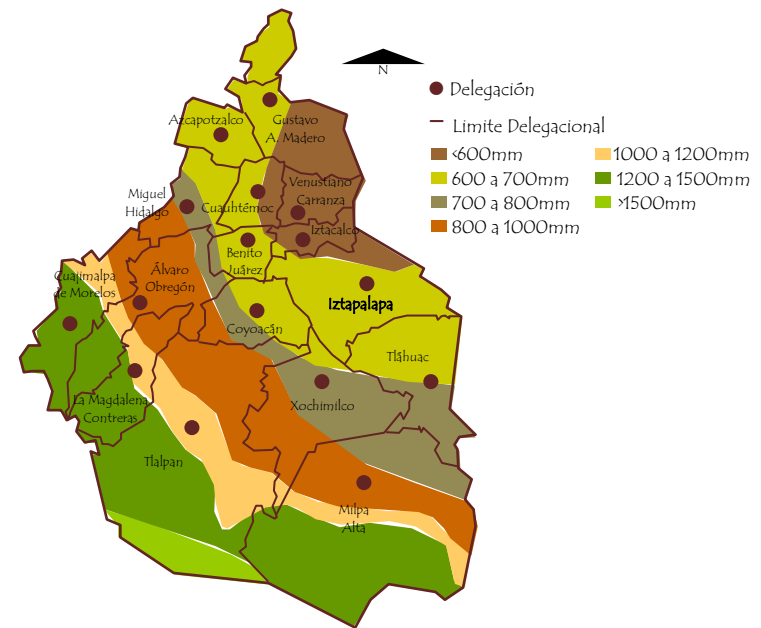 N
Delegación
Limite Delegacional
<600mm
600 a 700mm
700 a 800mm
800 a 1000mm
1000 a 1200mm
1200 a 1500mm
>1500mm
Azcapotzalco
Gustavo
A. Madero
Miguel
Hidalgo
Cuauhtémoc
Venustiano
Carranza
Iztacalco
Benito
Juárez
Cuajimalpa
de Morelos
Álvaro
Obregón
Iztapalapa
Coyoacán
Tláhuac
La Magdalena
Contreras
Xochimilco
Tlalpan
Milpa
Alta